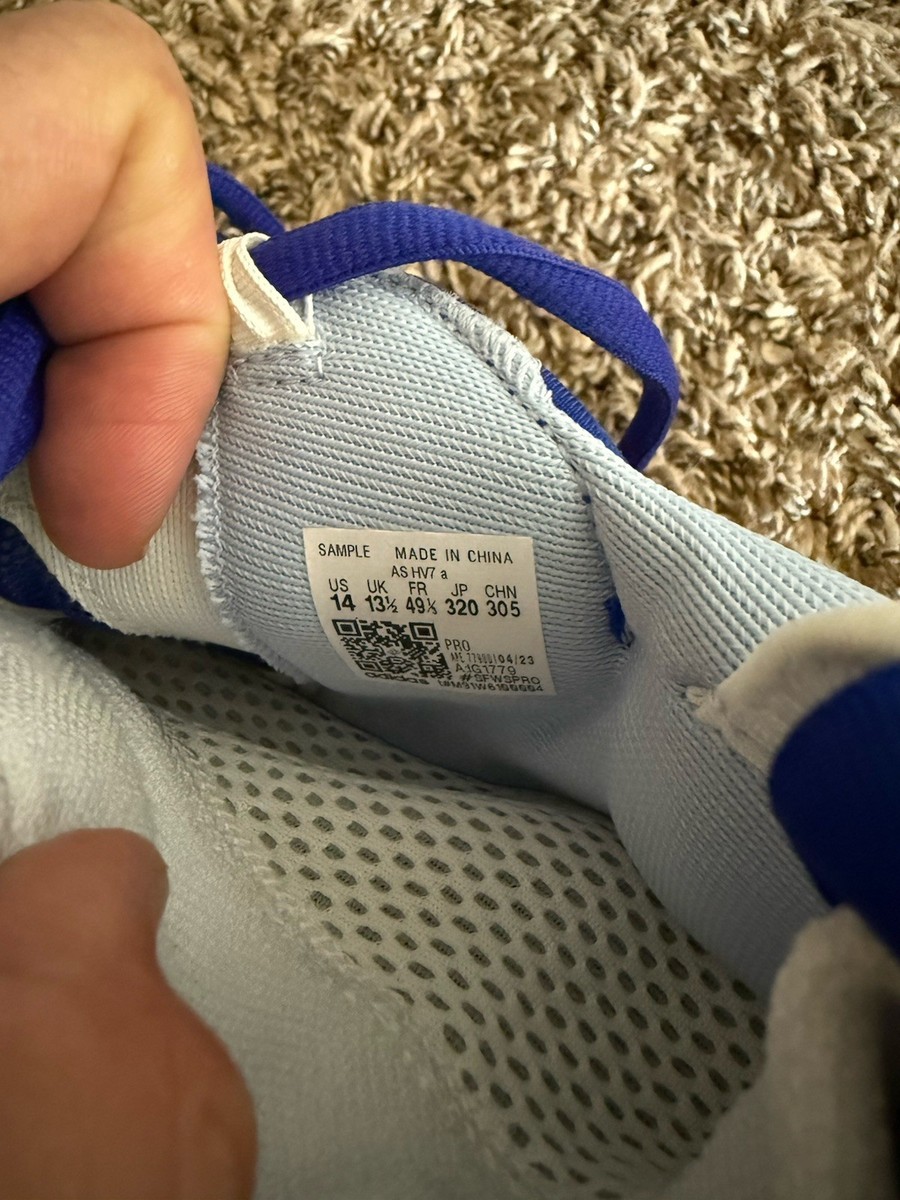 SAMPLE MADE IN CHINA
AS HV7 a
US UK FR JP CHN
14 13½ 49⅓ 320 305
PRO
04/23
A1G1779
adidas #SFWSPRO